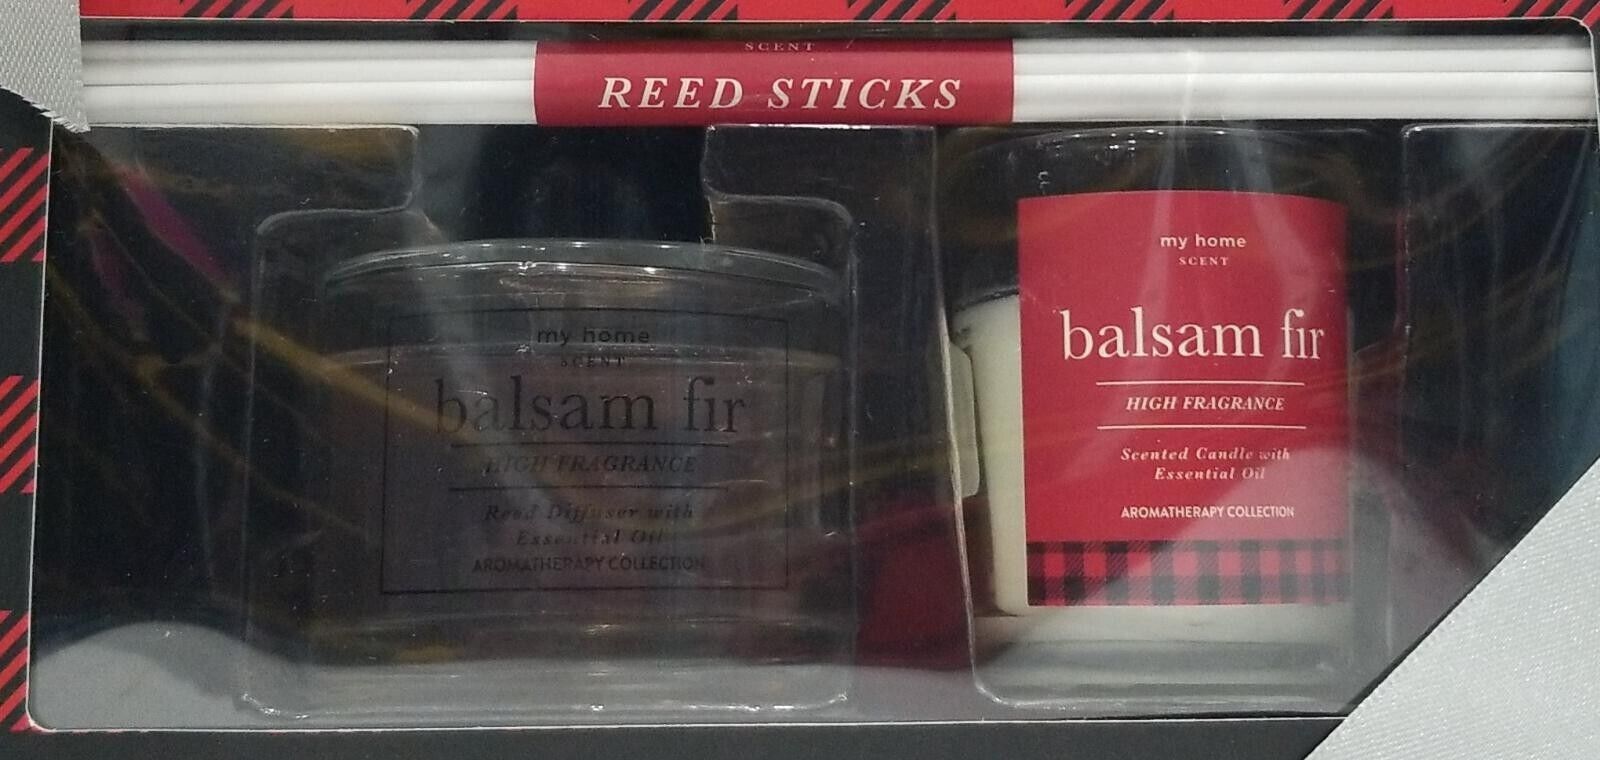 SCENT
REED STICKS
my home
SCENT
balsam fir
HIGH FRAGRANCE
Reed Diffuser with
Essential Oil
AROMATHERAPY COLLECTION
my home
SCENT
balsam fir
HIGH FRAGRANCE
Scented Candle with
Essential Oil
AROMATHERAPY COLLECTION